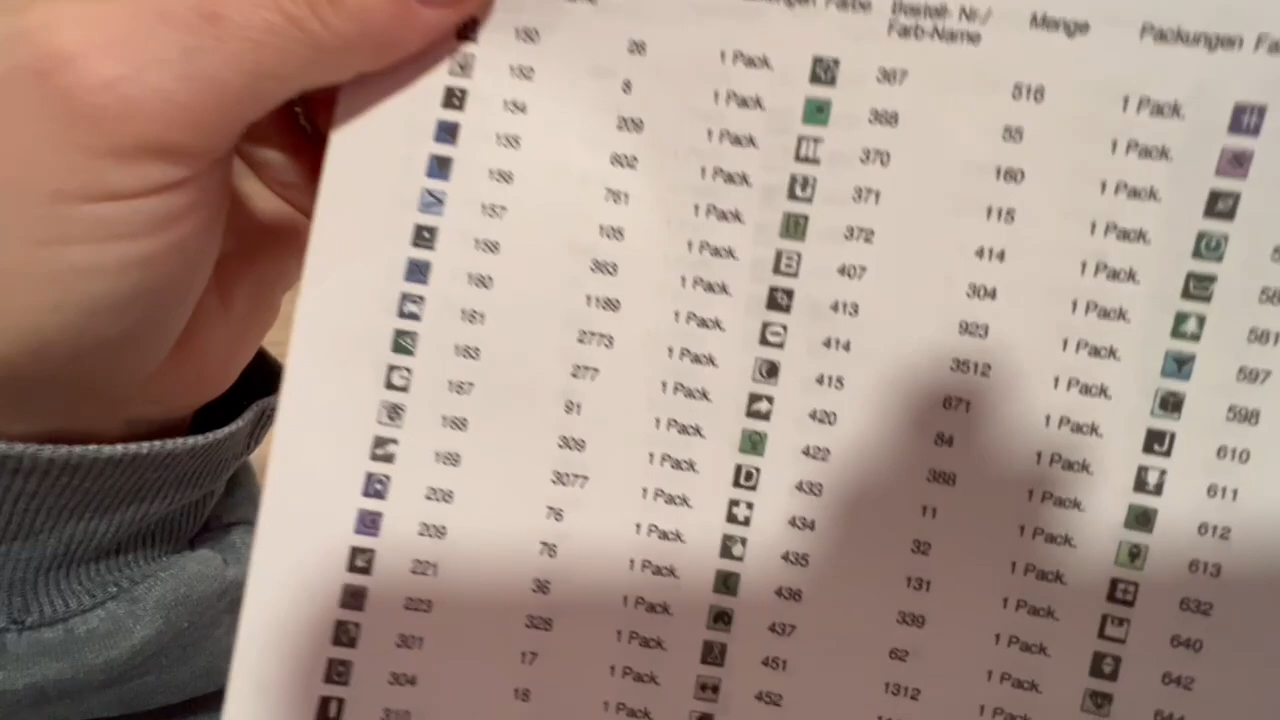 Farbe Bestell-Nr./ Menge Packungen
Farb-Name
150 26 1 Pack. 367 516 1 Pack.
152 8 1 Pack. 368 55 1 Pack.
154 209 1 Pack. 370 160 1 Pack.
155 602 1 Pack. 371 115 1 Pack.
156 761 1 Pack. 372 414 1 Pack.
157 105 1 Pack. B 407 304 1 Pack. 581
158 363 1 Pack. 413 923 1 Pack. 597
160 1189 1 Pack. 414 3512 1 Pack. 598
161 2773 1 Pack. 415 671 1 Pack. J 610
163 277 1 Pack. 420 84 1 Pack. 611
167 91 1 Pack. 422 388 1 Pack. 612
168 309 1 Pack. D 433 11 1 Pack. 613
169 3077 1 Pack. 434 32 1 Pack. 632
208 76 1 Pack. 435 131 1 Pack. 640
209 76 1 Pack. 436 339 1 Pack. 642
221 36 1 Pack. 437 62 1 Pack.
223 328 1 Pack. 451 1312 1 Pack.
301 17 1 Pack. 452
304 18 1 Pack.
310